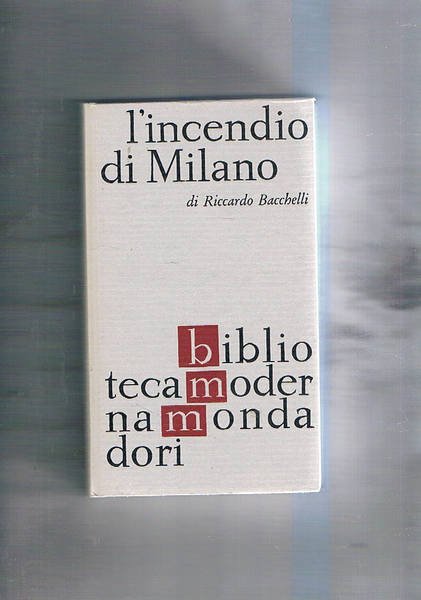 l'incendio
di Milano
di Riccardo Bacchelli
biblio
tecamoder
namonda
dori